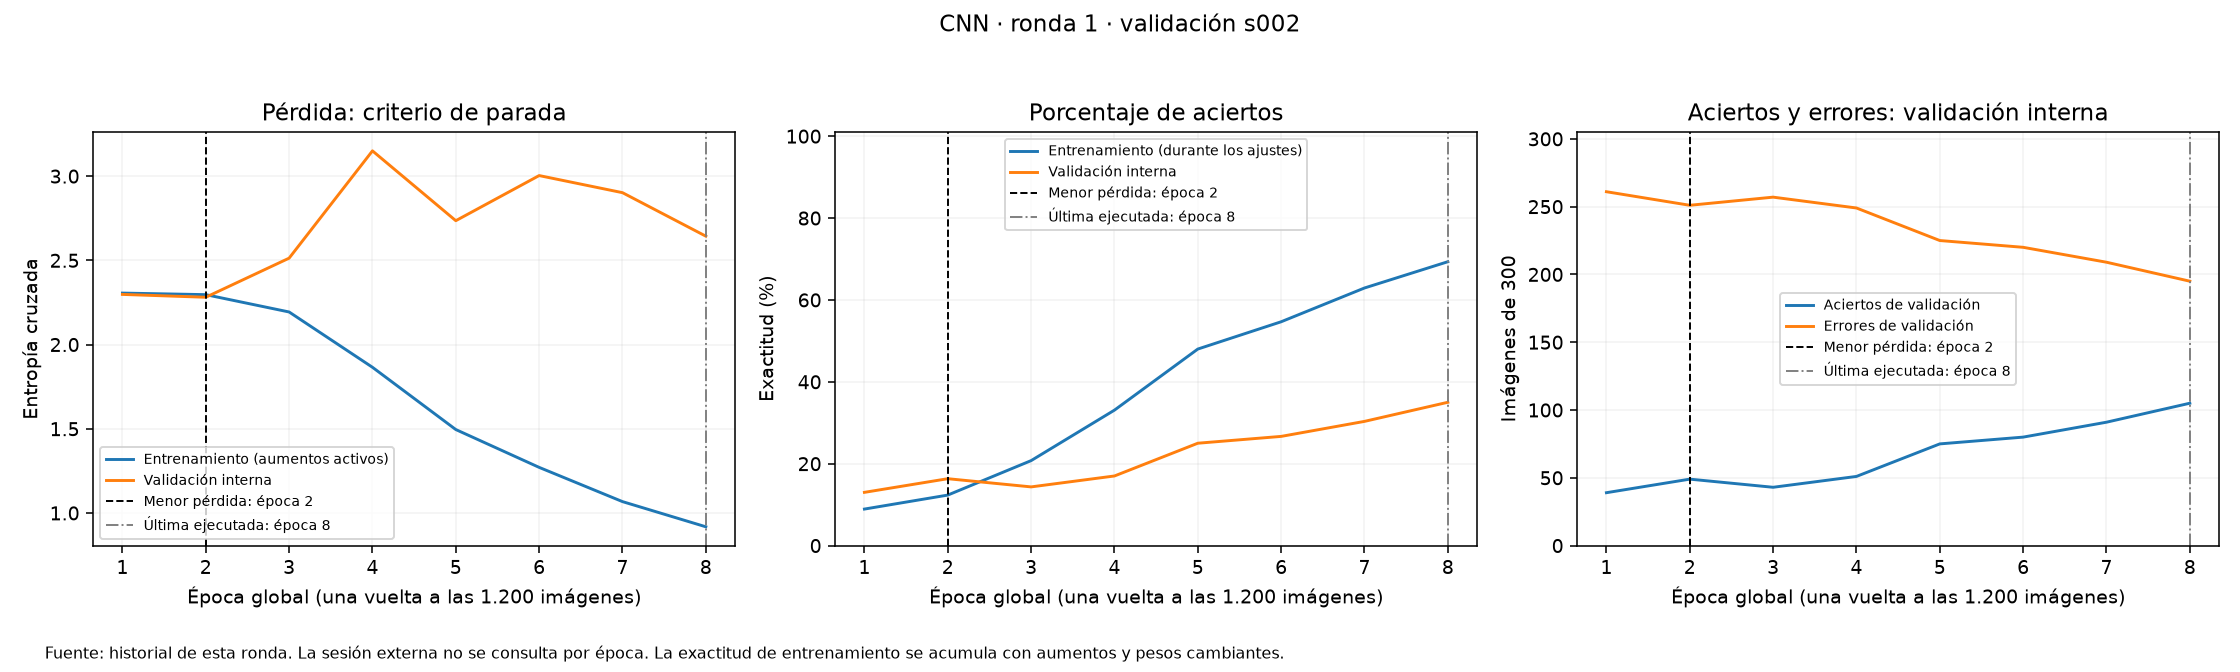 CNN · ronda 1 · validación s002
Pérdida: criterio de parada
Entropía cruzada
3.0
2.5
2.0
1.5
1.0
Entrenamiento (aumentos activos)
Validación interna
Menor pérdida: época 2
Última ejecutada: época 8
1 2 3 4 5 6 7 8
Época global (una vuelta a las 1.200 imágenes)
Porcentaje de aciertos
Exactitud (%)
100
80
60
40
20
0
Entrenamiento (durante los ajustes)
Validación interna
Menor pérdida: época 2
Última ejecutada: época 8
1 2 3 4 5 6 7 8
Época global (una vuelta a las 1.200 imágenes)
Aciertos y errores: validación interna
Imágenes de 300
300
250
200
150
100
50
0
Aciertos de validación
Errores de validación
Menor pérdida: época 2
Última ejecutada: época 8
1 2 3 4 5 6 7 8
Época global (una vuelta a las 1.200 imágenes)
Fuente: historial de esta ronda. La sesión externa no se consulta por época. La exactitud de entrenamiento se acumula con aumentos y pesos cambiantes.